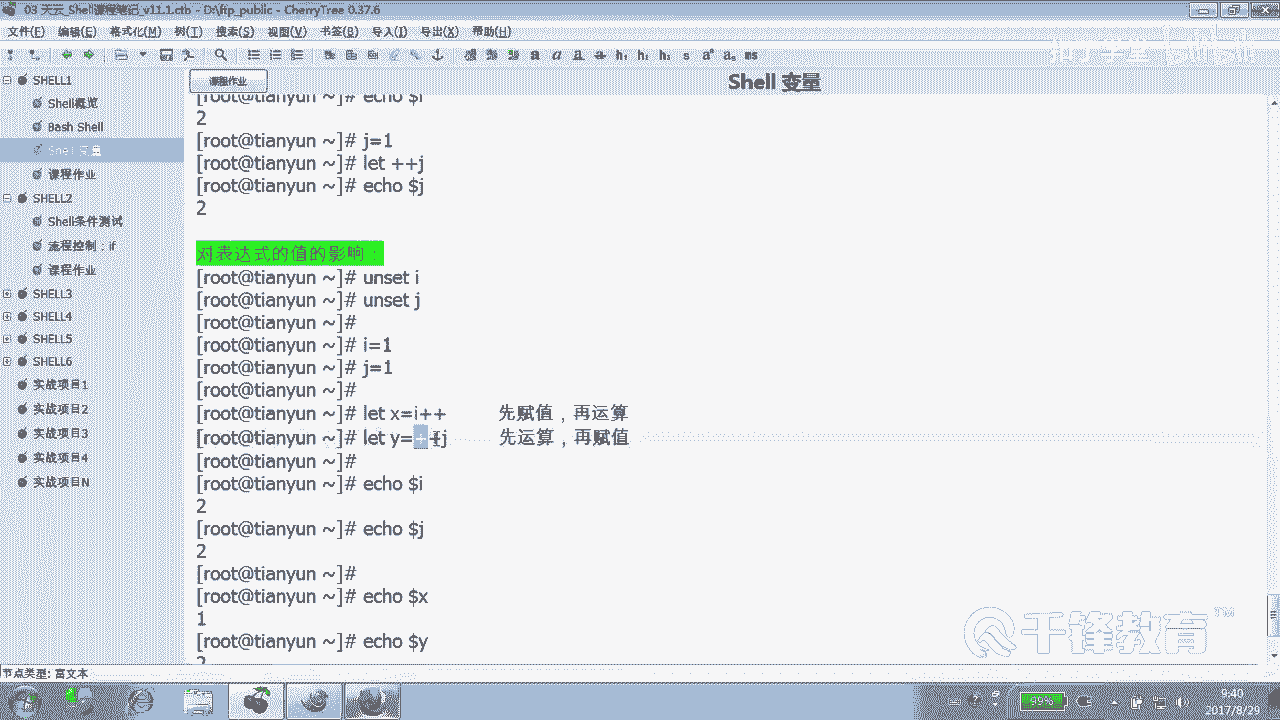 03 天云_Shell课程笔记_v11.1.ctb - D:\ftp_public - CherryTree 0.37.6
文件(F) 编辑(E) 格式化(M) 树(T) 搜索(S) 视图(V) 书签(B) 导入(I) 导出(X) 帮助(H)
SHELL1
Shell概览
Bash Shell
Shell 变量
课程作业
SHELL2
Shell条件测试
流程控制：if
课程作业
SHELL3
SHELL4
SHELL5
SHELL6
实战项目1
实战项目2
实战项目3
实战项目4
实战项目N
课程作业
Shell 变量
[root@tianyun ~]# echo $i
2
[root@tianyun ~]# j=1
[root@tianyun ~]# let ++j
[root@tianyun ~]# echo $j
2
对表达式的值的影响：
[root@tianyun ~]# unset i
[root@tianyun ~]# unset j
[root@tianyun ~]#
[root@tianyun ~]# i=1
[root@tianyun ~]# j=1
[root@tianyun ~]#
[root@tianyun ~]# let x=i++ 先赋值，再运算
[root@tianyun ~]# let y=++j 先运算，再赋值
[root@tianyun ~]#
[root@tianyun ~]# echo $i
2
[root@tianyun ~]# echo $j
2
[root@tianyun ~]#
[root@tianyun ~]# echo $x
1
[root@tianyun ~]# echo $y
2
千锋教育™
节点类型: 富文本
99%
9:40
2017/8/29